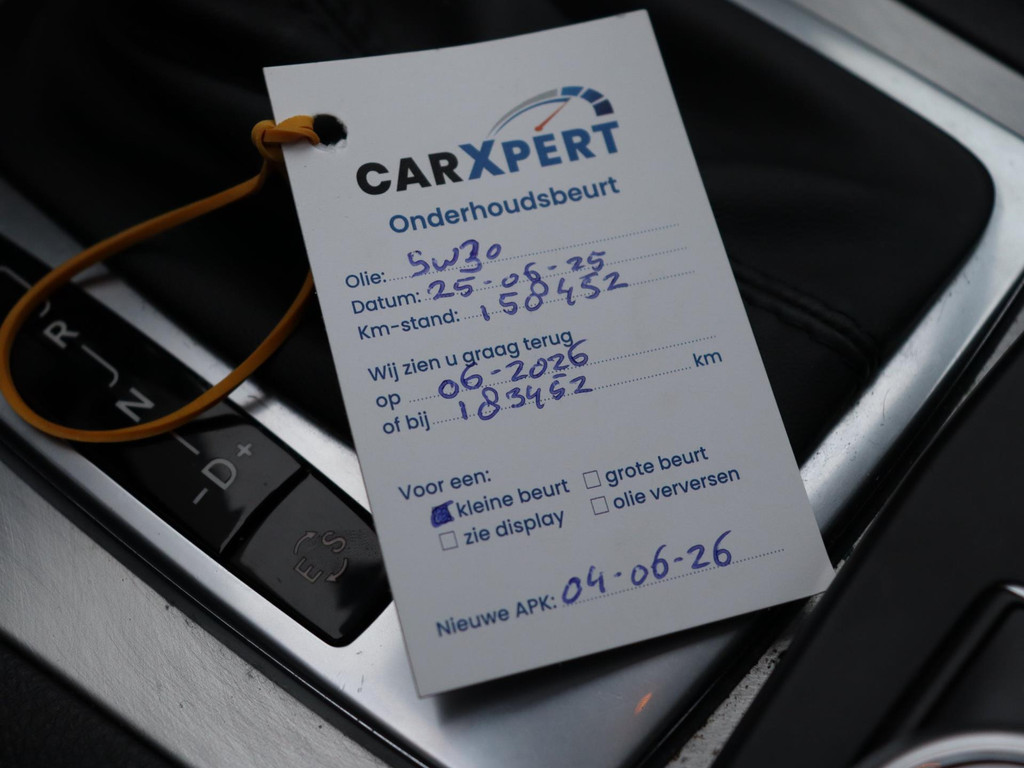 CARXPERT
Onderhoudsbeurt
Olie: 5W30
Datum: 25-06-25
Km-stand: 158452
Wij zien u graag terug
op 06-2026
of bij 183452 km
Voor een:
kleine beurt
grote beurt
zie display
olie verversen
Nieuwe APK: 04-06-26
R
N
-D+
E S